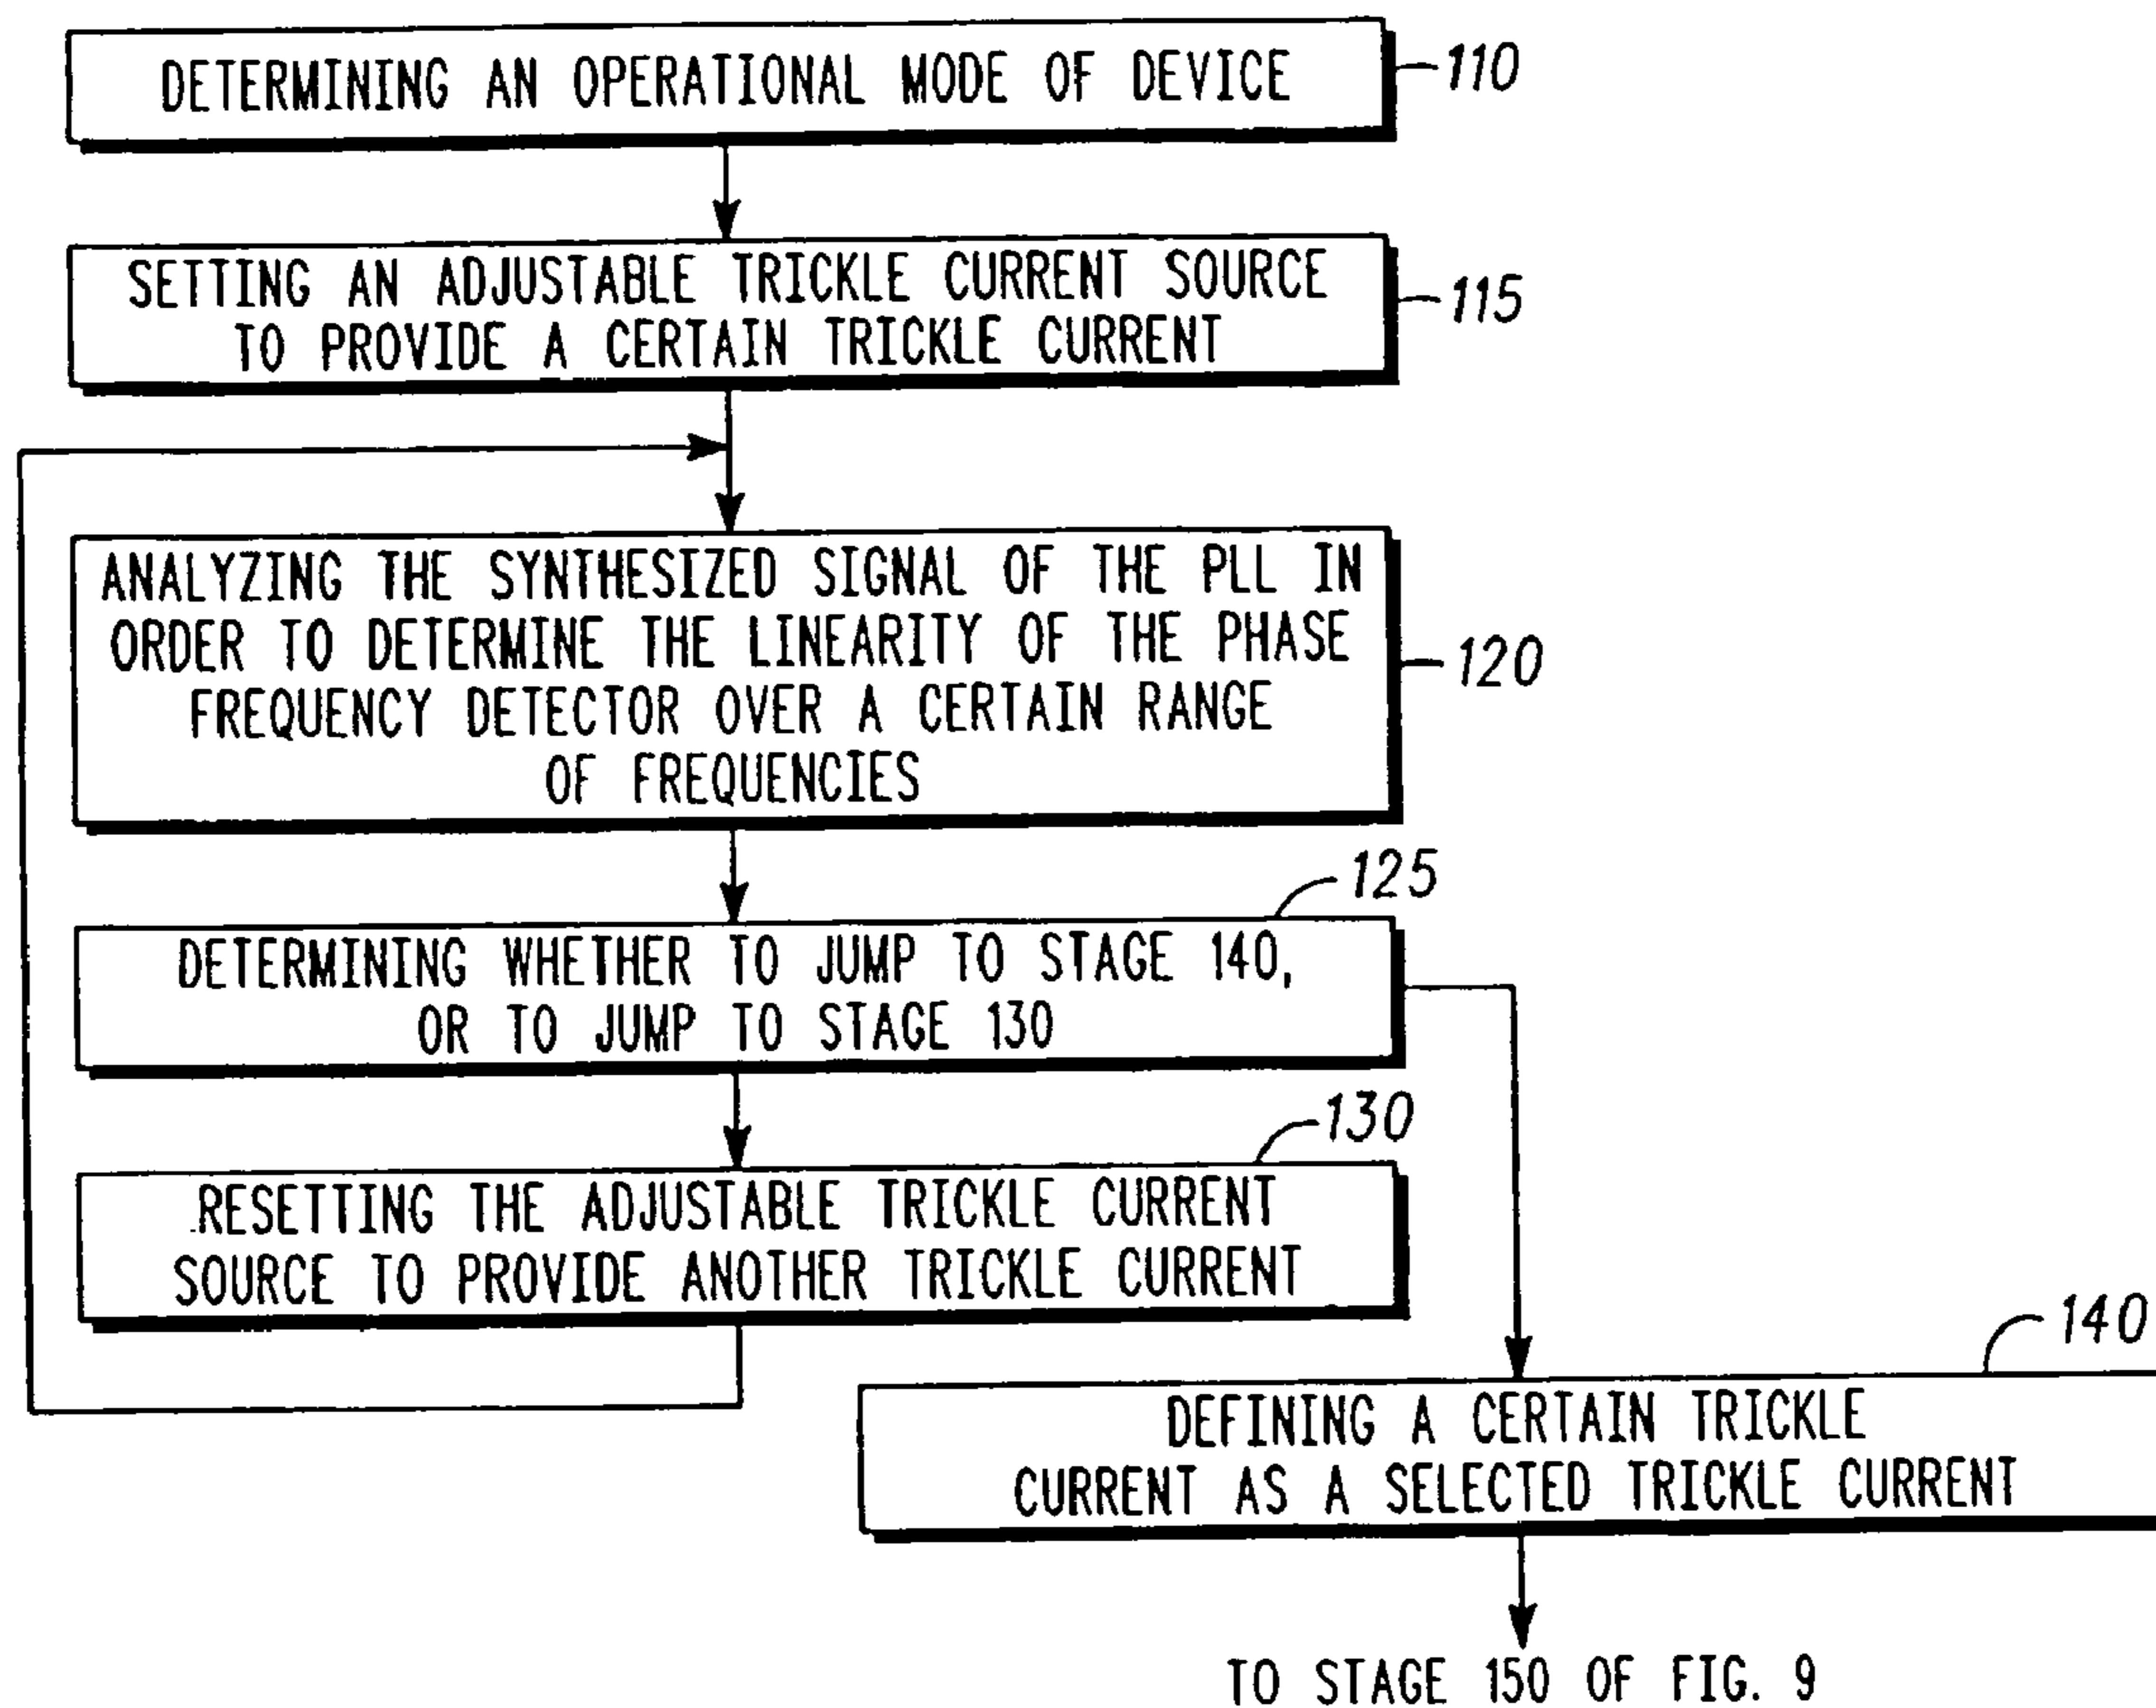 DETERMINING AN OPERATIONAL MODE OF DEVICE
110
SETTING AN ADJUSTABLE TRICKLE CURRENT SOURCE
TO PROVIDE A CERTAIN TRICKLE CURRENT
115
ANALYZING THE SYNTHESIZED SIGNAL OF THE PLL IN
ORDER TO DETERMINE THE LINEARITY OF THE PHASE
FREQUENCY DETECTOR OVER A CERTAIN RANGE
OF FREQUENCIES
120
125
DETERMINING WHETHER TO JUMP TO STAGE 140,
OR TO JUMP TO STAGE 130
130
RESETTING THE ADJUSTABLE TRICKLE CURRENT
SOURCE TO PROVIDE ANOTHER TRICKLE CURRENT
140
DEFINING A CERTAIN TRICKLE
CURRENT AS A SELECTED TRICKLE CURRENT
TO STAGE 150 OF FIG. 9